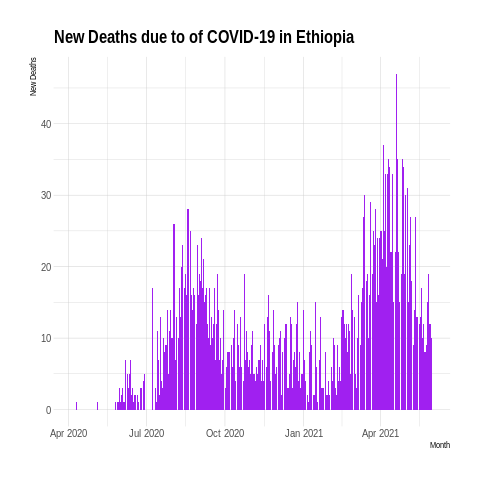 New Deaths due to of COVID-19 in Ethiopia
New Deaths
40
30
20
10
0
Apr 2020 Jul 2020 Oct 2020 Jan 2021 Apr 2021
Month